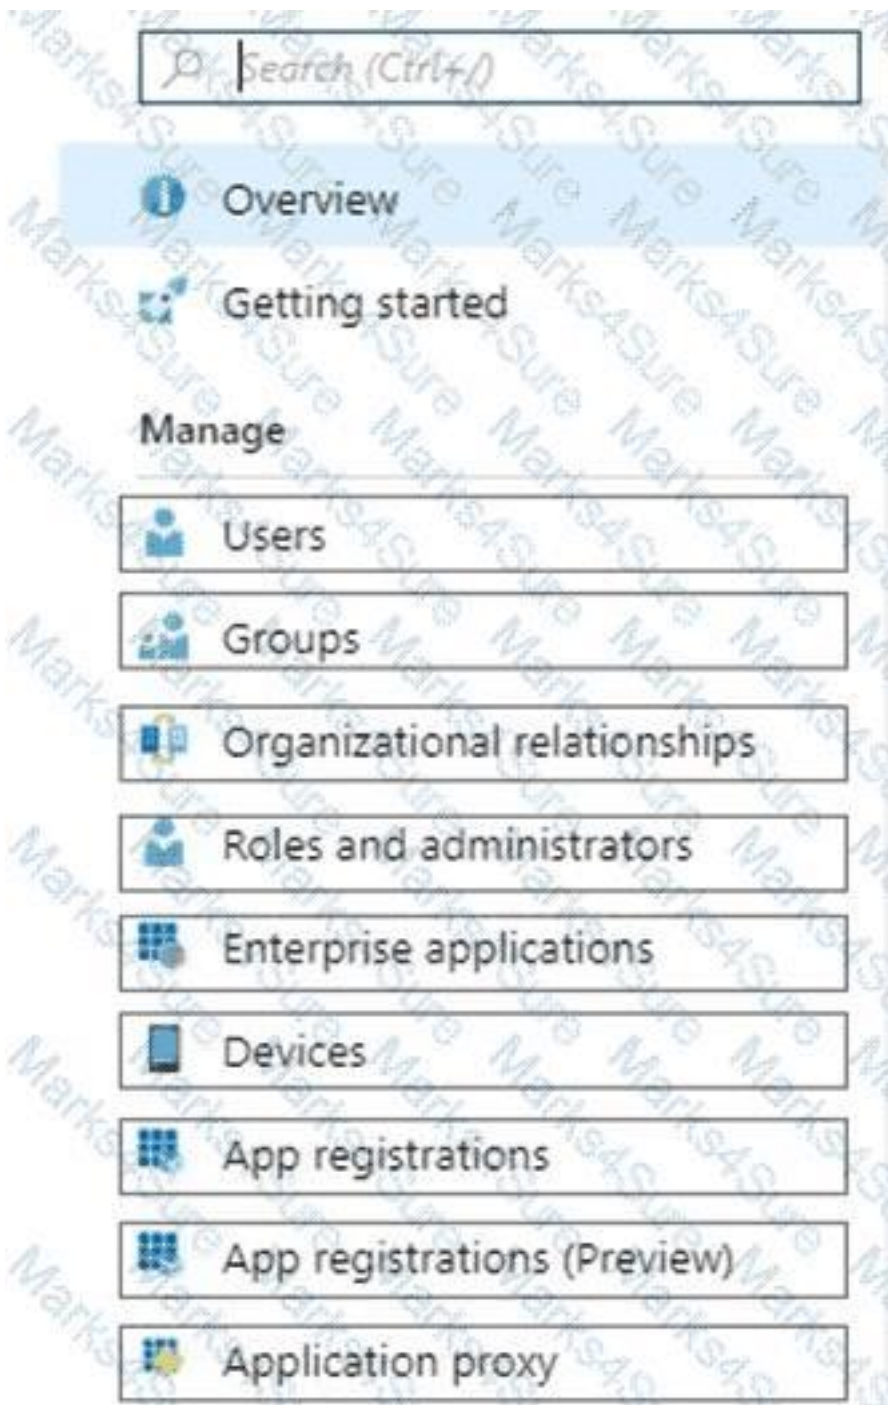 Search (Ctrl+/)
Overview
Getting started
Manage
Users
Groups
Organizational relationships
Roles and administrators
Enterprise applications
Devices
App registrations
App registrations (Preview)
Application proxy
Marks4Sure